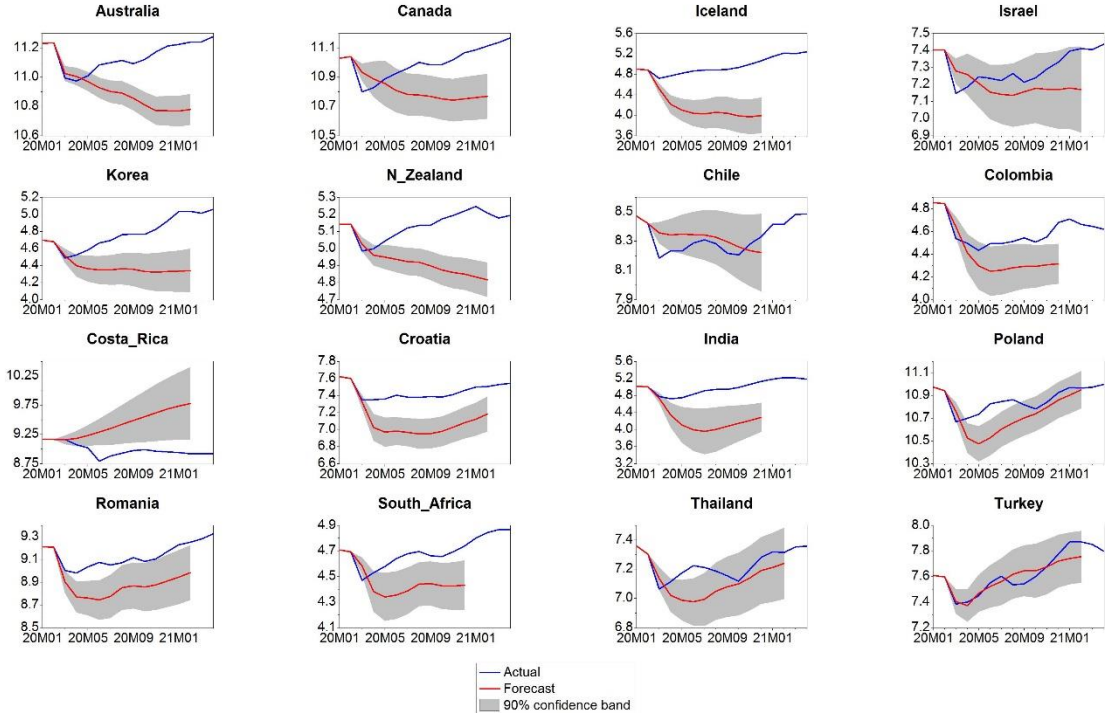 Australia
11.2
11.0
10.8
10.6
20M01 20M05 20M09 21M01
Canada
11.1
10.9
10.7
10.5
20M01 20M05 20M09 21M01
Iceland
5.6
5.2
4.8
4.4
4.0
3.6
20M01 20M05 20M09 21M01
Israel
7.5
7.4
7.3
7.2
7.1
7.0
6.9
20M01 20M05 20M09 21M01
Korea
5.2
5.0
4.8
4.6
4.4
4.2
4.0
20M01 20M05 20M09 21M01
N_Zealand
5.3
5.2
5.1
5.0
4.9
4.8
4.7
20M01 20M05 20M09 21M01
Chile
8.5
8.3
8.1
7.9
20M01 20M05 20M09 21M01
Colombia
4.8
4.6
4.4
4.2
4.0
20M01 20M05 20M09 21M01
Costa_Rica
10.25
9.75
9.25
8.75
20M01 20M05 20M09 21M01
Croatia
7.8
7.6
7.4
7.2
7.0
6.8
6.6
20M01 20M05 20M09 21M01
India
5.6
5.2
4.8
4.4
4.0
3.6
3.2
20M01 20M05 20M09 21M01
Poland
11.1
10.9
10.7
10.5
10.3
20M01 20M05 20M09 21M01
Romania
9.3
9.1
8.9
8.7
8.5
20M01 20M05 20M09 21M01
South_Africa
4.9
4.7
4.5
4.3
4.1
20M01 20M05 20M09 21M01
Thailand
7.4
7.2
7.0
6.8
20M01 20M05 20M09 21M01
Turkey
8.0
7.8
7.6
7.4
7.2
20M01 20M05 20M09 21M01
Actual
Forecast
90% confidence band